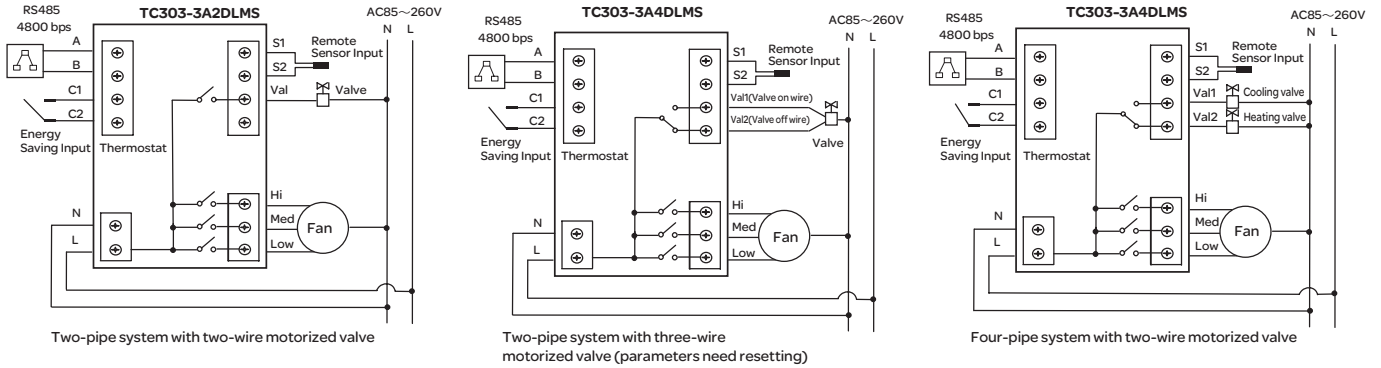 TC303-3A2DLMS
RS485
4800 bps
AC85～260V
N L
A
B
C1
C2
Energy
Saving Input
Thermostat
S1
S2
Val
Remote
Sensor Input
Valve
N
L
Hi
Med
Low
Fan
Two-pipe system with two-wire motorized valve
TC303-3A4DLMS
RS485
4800 bps
AC85～260V
N L
A
B
C1
C2
Energy
Saving Input
Thermostat
S1
S2
Remote
Sensor Input
Val1(Valve on wire)
Val2(Valve off wire)
Valve
N
L
Hi
Med
Low
Fan
Two-pipe system with three-wire
motorized valve (parameters need resetting)
TC303-3A4DLMS
RS485
4800 bps
AC85～260V
N L
A
B
C1
C2
Energy
Saving Input
Thermostat
S1
S2
Remote
Sensor Input
Val1
Cooling valve
Val2
Heating valve
N
L
Hi
Med
Low
Fan
Four-pipe system with two-wire motorized valve